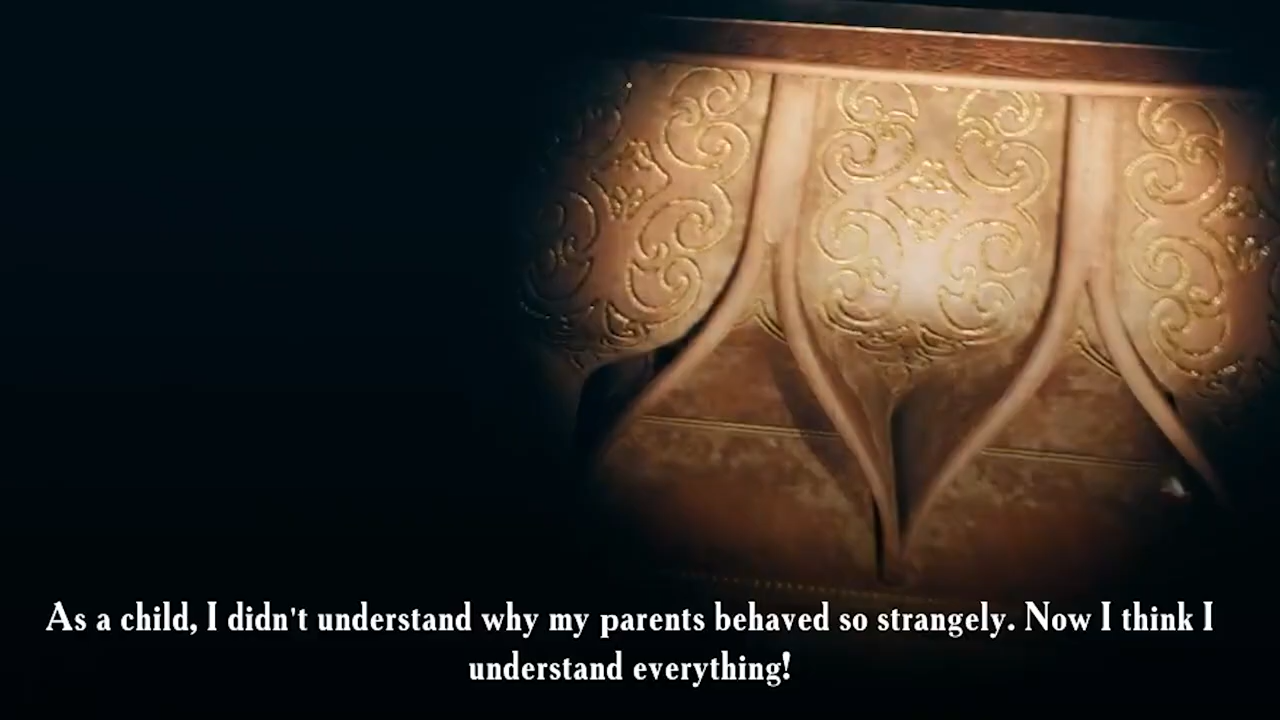 As a child, I didn't understand why my parents behaved so strangely. Now I think I
understand everything!